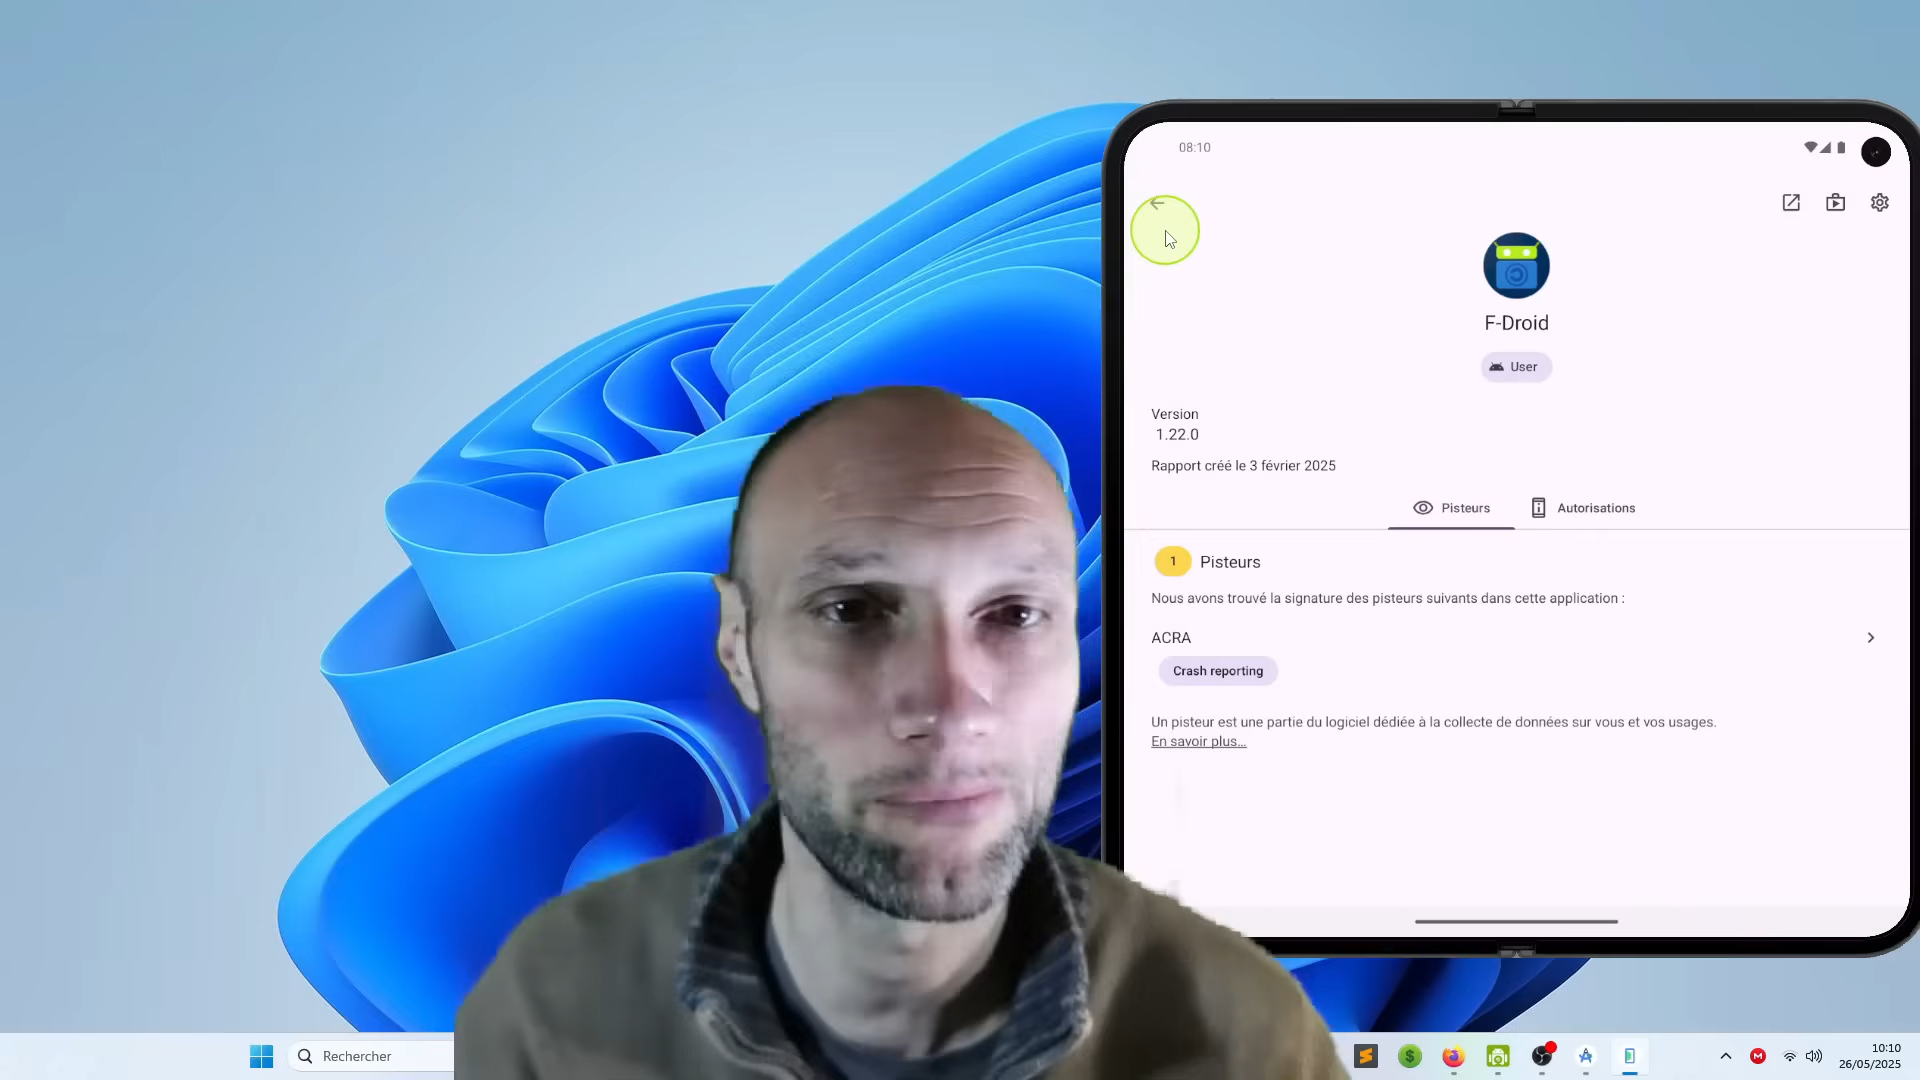 08:10
F-Droid
User
Version
1.22.0
Rapport créé le 3 février 2025
Pisteurs
Autorisations
1 Pisteurs
Nous avons trouvé la signature des pisteurs suivants dans cette application :
ACRA
Crash reporting
Un pisteur est une partie du logiciel dédiée à la collecte de données sur vous et vos usages.
En savoir plus...
Rechercher
10:10
26/05/2025